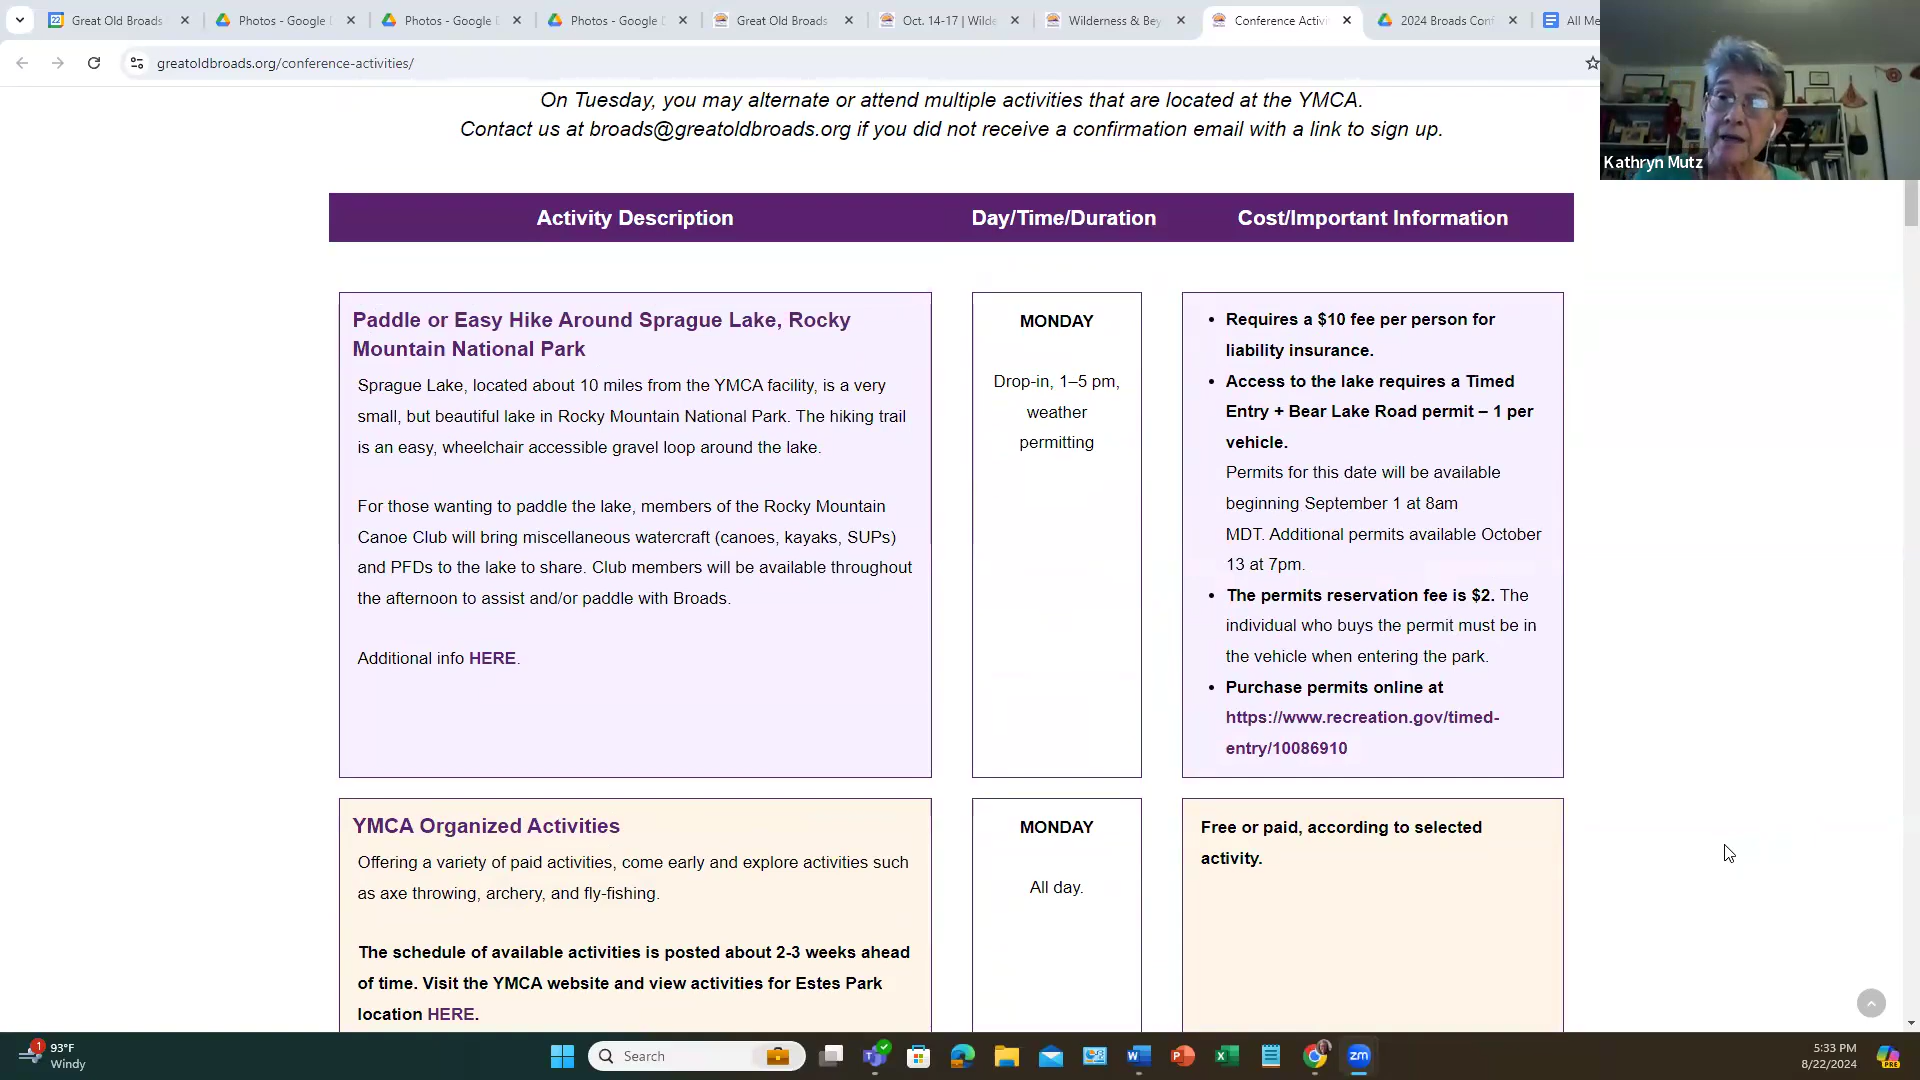 Great Old Broads
Photos - Google D
Photos - Google D
Photos - Google D
Great Old Broads
Oct. 14-17 | Wilde
Wilderness & Bey
Conference Activi
2024 Broads Conf
All Me
greatoldbroads.org/conference-activities/
Kathryn Mutz
On Tuesday, you may alternate or attend multiple activities that are located at the YMCA.
Contact us at broads@greatoldbroads.org if you did not receive a confirmation email with a link to sign up.
Activity Description
Day/Time/Duration
Cost/Important Information
Paddle or Easy Hike Around Sprague Lake, Rocky
Mountain National Park
Sprague Lake, located about 10 miles from the YMCA facility, is a very
small, but beautiful lake in Rocky Mountain National Park. The hiking trail
is an easy, wheelchair accessible gravel loop around the lake.
For those wanting to paddle the lake, members of the Rocky Mountain
Canoe Club will bring miscellaneous watercraft (canoes, kayaks, SUPs)
and PFDs to the lake to share. Club members will be available throughout
the afternoon to assist and/or paddle with Broads.
Additional info HERE.
MONDAY
Drop-in, 1–5 pm,
weather
permitting
• Requires a $10 fee per person for
liability insurance.
• Access to the lake requires a Timed
Entry + Bear Lake Road permit – 1 per
vehicle.
Permits for this date will be available
beginning September 1 at 8am
MDT. Additional permits available October
13 at 7pm.
• The permits reservation fee is $2. The
individual who buys the permit must be in
the vehicle when entering the park.
• Purchase permits online at
https://www.recreation.gov/timed-
entry/10086910
YMCA Organized Activities
Offering a variety of paid activities, come early and explore activities such
as axe throwing, archery, and fly-fishing.
The schedule of available activities is posted about 2-3 weeks ahead
of time. Visit the YMCA website and view activities for Estes Park
location HERE.
MONDAY
All day.
Free or paid, according to selected
activity.
1
93°F
Windy
Search
zm
5:33 PM
8/22/2024
PRE